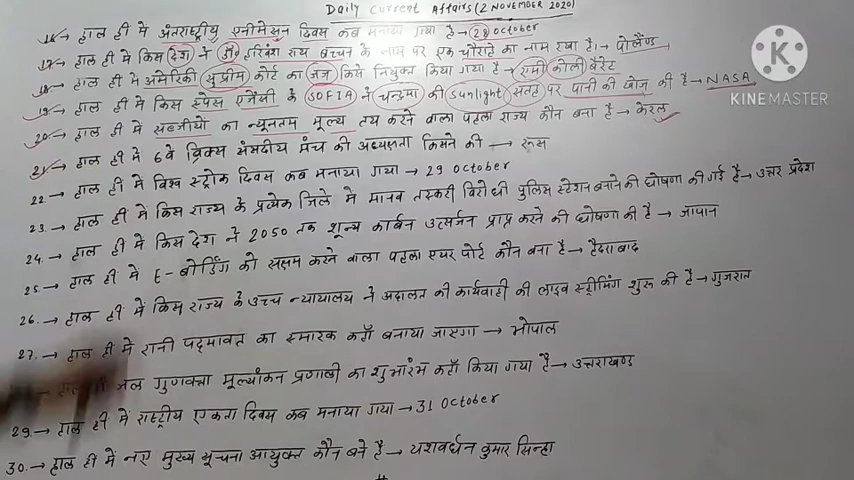 Daily Current Affairs (2 NOVEMBER 2020)
16 → हाल ही में अंतराष्ट्रीय एनीमेसन दिवस कब मनाया गया है → 28 October
17. → हाल ही में किस देश ने डॉ० हरिवंश राय बच्चन के नाम पर एक चौराहे का नाम रखा है। → पोलैंड
18 → हाल ही में अमेरिकी सुप्रीम कोर्ट का जज किसे नियुक्त किया गया है → एमी कोनी बैरेट
19. → हाल ही में किस स्पेस एजेंसी के SOFIA ने चन्द्रमा की Sunlight सतह पर पानी की खोज की है → NASA
20. → हाल ही में सब्जीयो का न्यूनतम मूल्य तय करने वाला पहला राज्य कौन बना है → केरल
21 → हाल ही में 6वे ब्रिक्स संसदीय मंच की अध्यक्षता किसने की → रूस
22. → हाल ही में विश्व स्ट्रोक दिवस कब मनाया गया → 29 October
23. → हाल ही में किस राज्य के प्रत्येक जिले में मानव तस्करी विरोधी पुलिस स्टेशन बनाने की घोषणा की गई है → उत्तर प्रदेश
24. → हाल ही में किस देश ने 2050 तक शून्य कार्बन उत्सर्जन प्राप्त करने की घोषणा की है → जापान
25. → हाल ही में E-बोर्डिंग को सक्षम करने वाला पहला एयर पोर्ट कौन बना है → हैदराबाद
26. → हाल ही में किस राज्य के उच्च न्यायालय ने अदालत की कार्यवाही की लाइव स्ट्रीमिंग शुरू की है → गुजरात
27. → हाल ही में रानी पद्मावत का स्मारक कहाँ बनाया जाएगा → भोपाल
जल गुणवत्ता मूल्यांकन प्रणाली का शुभारंभ कहाँ किया गया है → उत्तराखण्ड
29. → हाल ही में राष्ट्रीय एकता दिवस कब मनाया गया → 31 October
30. → हाल ही में नए मुख्य सूचना आयुक्त कौन बने है → यशवर्धन कुमार सिन्हा
Made with
KINEMASTER